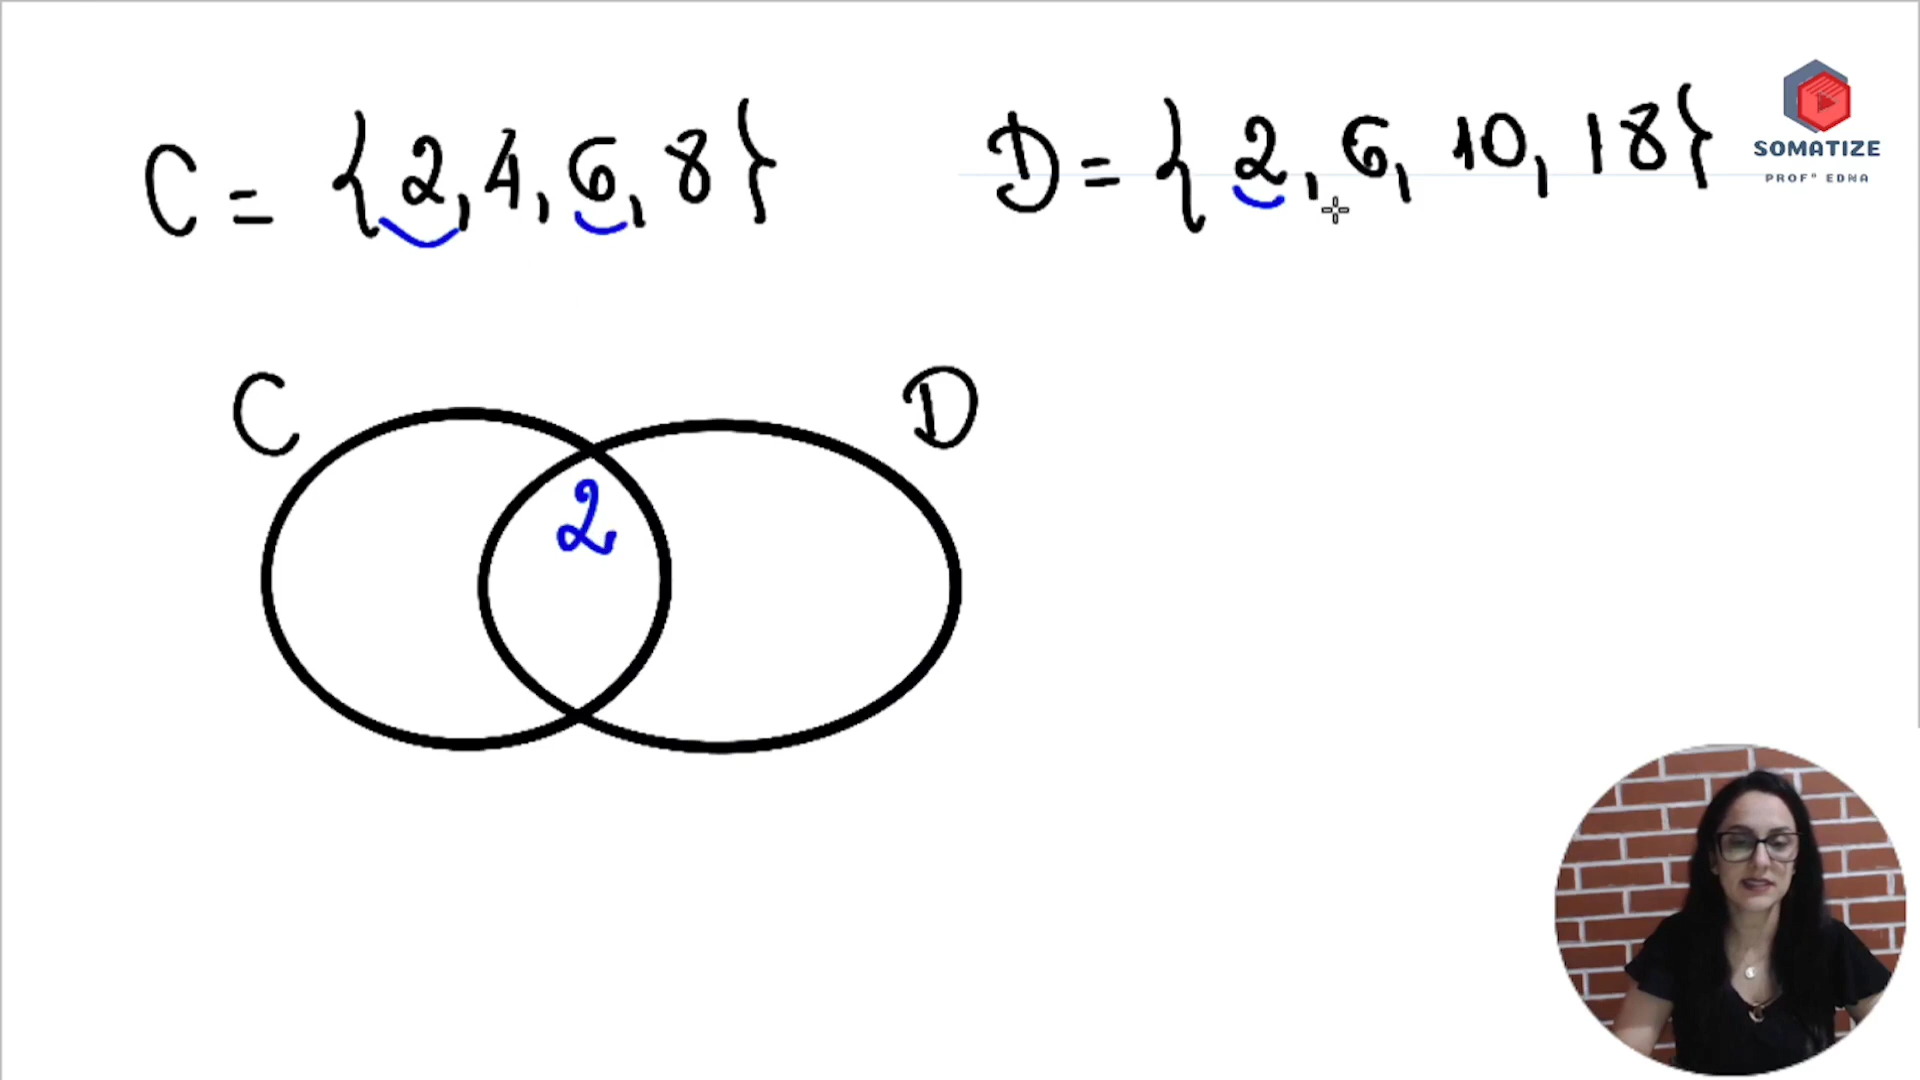 C = {2, 4, 6, 8}
D = {2, 6, 10, 18}
SOMATIZE
PROFª EDNA
C
D
2